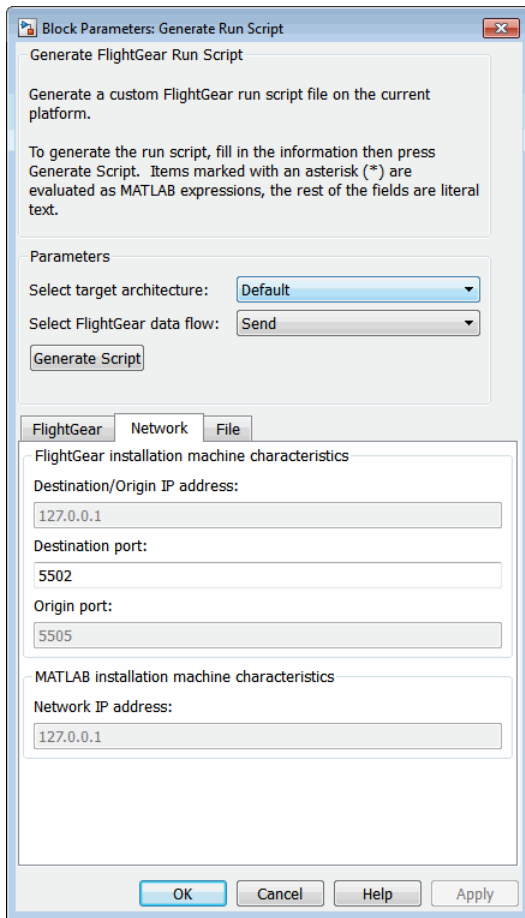 Block Parameters: Generate Run Script
Generate FlightGear Run Script
Generate a custom FlightGear run script file on the current
platform.
To generate the run script, fill in the information then press
Generate Script.  Items marked with an asterisk (*) are
evaluated as MATLAB expressions, the rest of the fields are literal
text.
Parameters
Select target architecture: Default
Select FlightGear data flow: Send
Generate Script
FlightGear Network File
FlightGear installation machine characteristics
Destination/Origin IP address:
127.0.0.1
Destination port:
5502
Origin port:
5505
MATLAB installation machine characteristics
Network IP address:
127.0.0.1
OK Cancel Help Apply